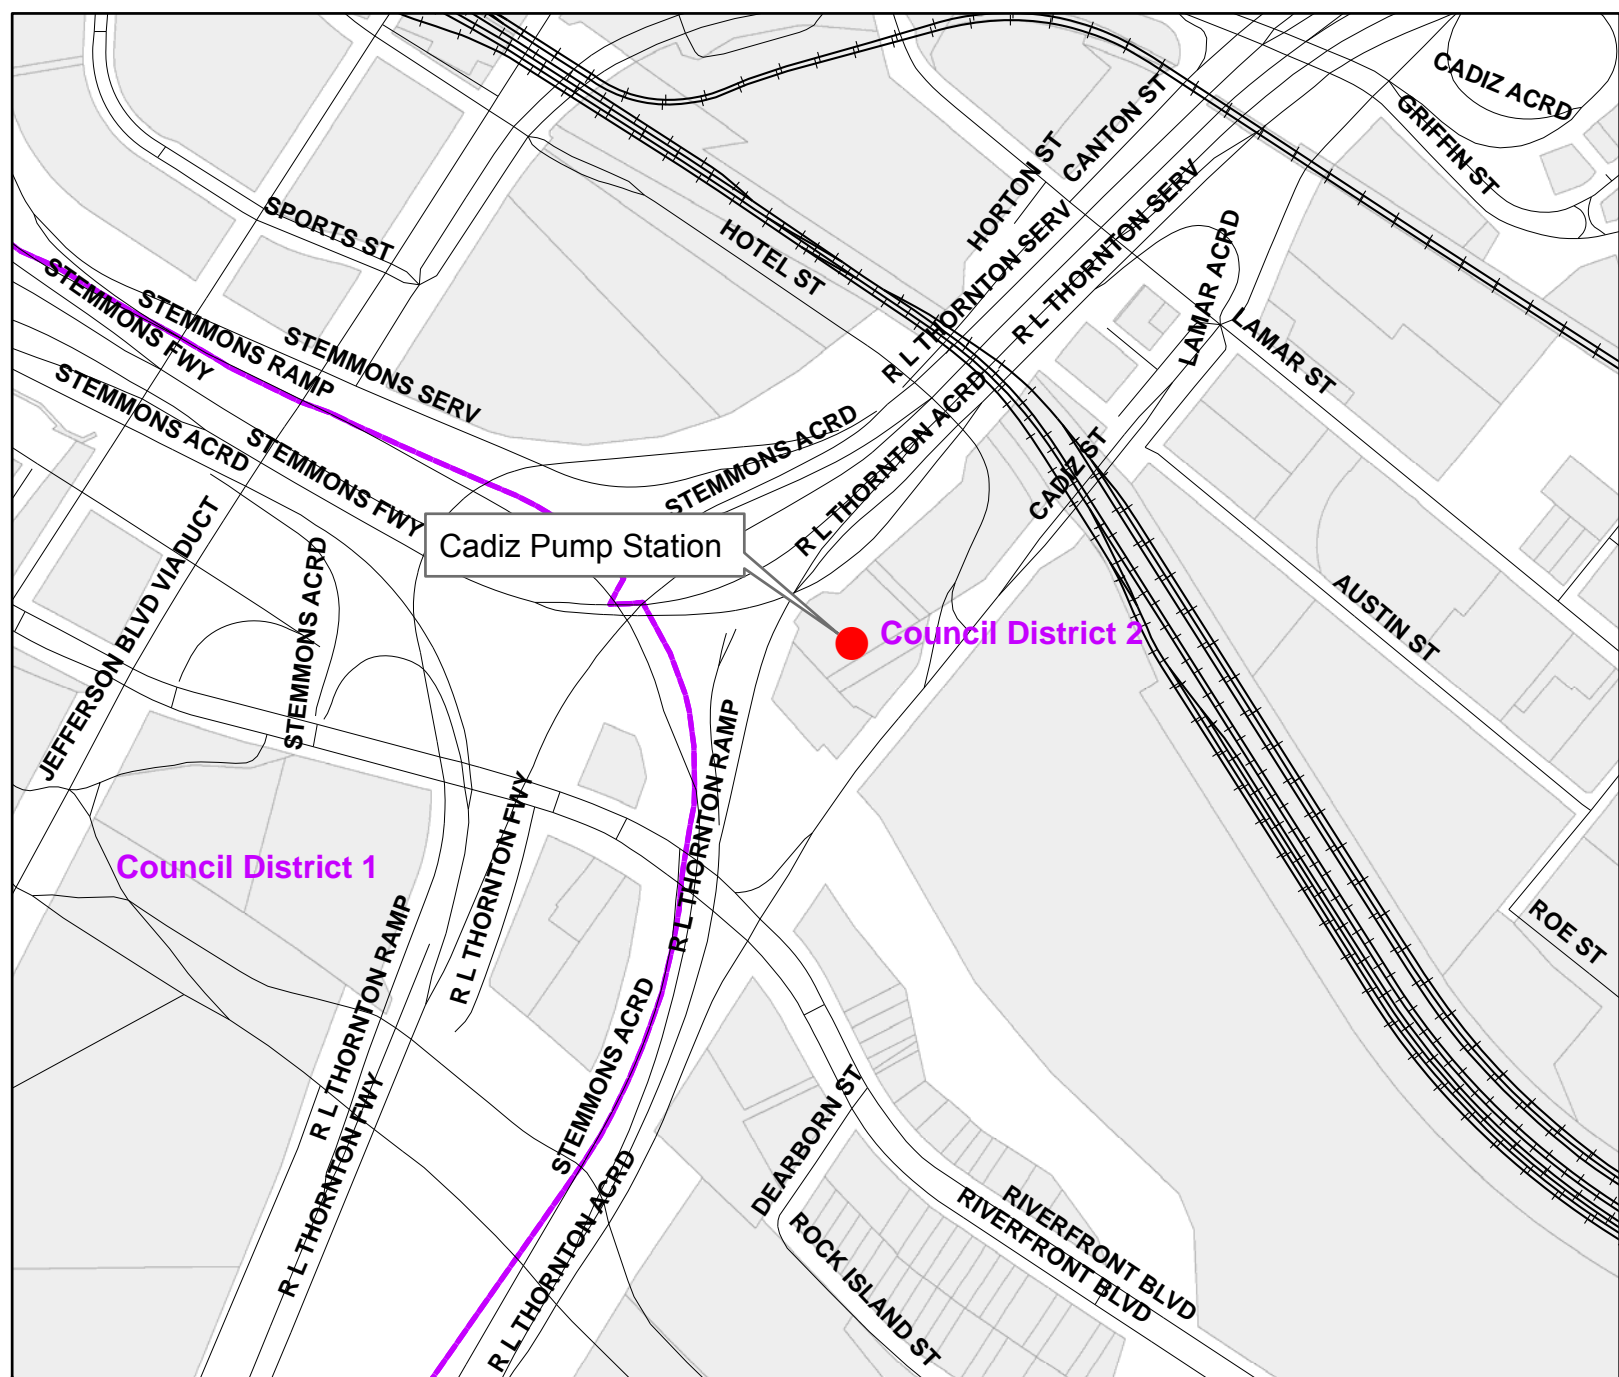 CADIZ ACRD
GRIFFIN ST
CANTON ST
HORTON ST
R L THORNTON SERV
R L THORNTON SERV
SPORTS ST
HOTEL ST
LAMAR ACRD
LAMAR ST
STEMMONS FWY
STEMMONS RAMP
STEMMONS SERV
STEMMONS ACRD
STEMMONS FWY
STEMMONS ACRD
R L THORNTON ACRD
CADIZ ST
Cadiz Pump Station
JEFFERSON BLVD VIADUCT
STEMMONS ACRD
Council District 2
AUSTIN ST
R L THORNTON RAMP
R L THORNTON FWY
Council District 1
ROE ST
R L THORNTON RAMP
STEMMONS ACRD
R L THORNTON FWY
DEARBORN ST
R L THORNTON ACRD
ROCK ISLAND ST
RIVERFRONT BLVD
RIVERFRONT BLVD